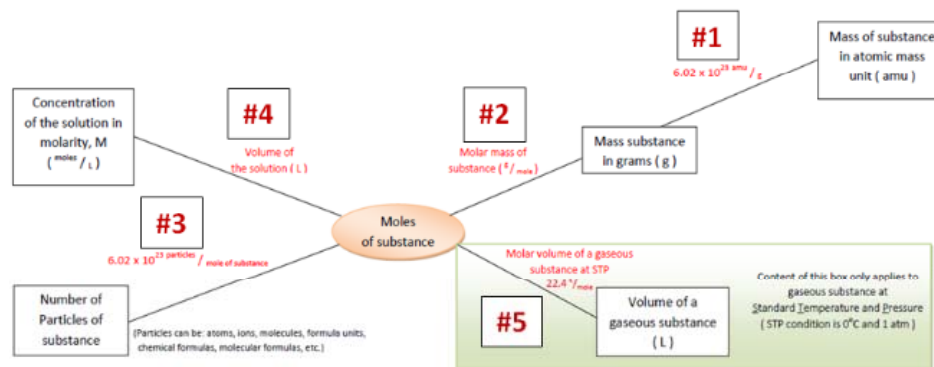 #1
6.02 x 10²³ amu / g
Mass of substance
in atomic mass
unit ( amu )
Concentration
of the solution in
molarity, M
( moles / L )
#4
Volume of
the solution ( L )
#2
Molar mass of
substance ( g / mole )
Mass substance
in grams ( g )
#3
6.02 x 10²³ particles / mole of substance
Moles
of substance
Number of
Particles of
substance
(Particles can be: atoms, ions, molecules, formula units,
chemical formulas, molecular formulas, etc.)
Molar volume of a gaseous
substance at STP
22.4 / mole
#5
Volume of a
gaseous substance
( L )
Content of this box only applies to
gaseous substance at
Standard Temperature and Pressure
( STP condition is 0⁰C and 1 atm )